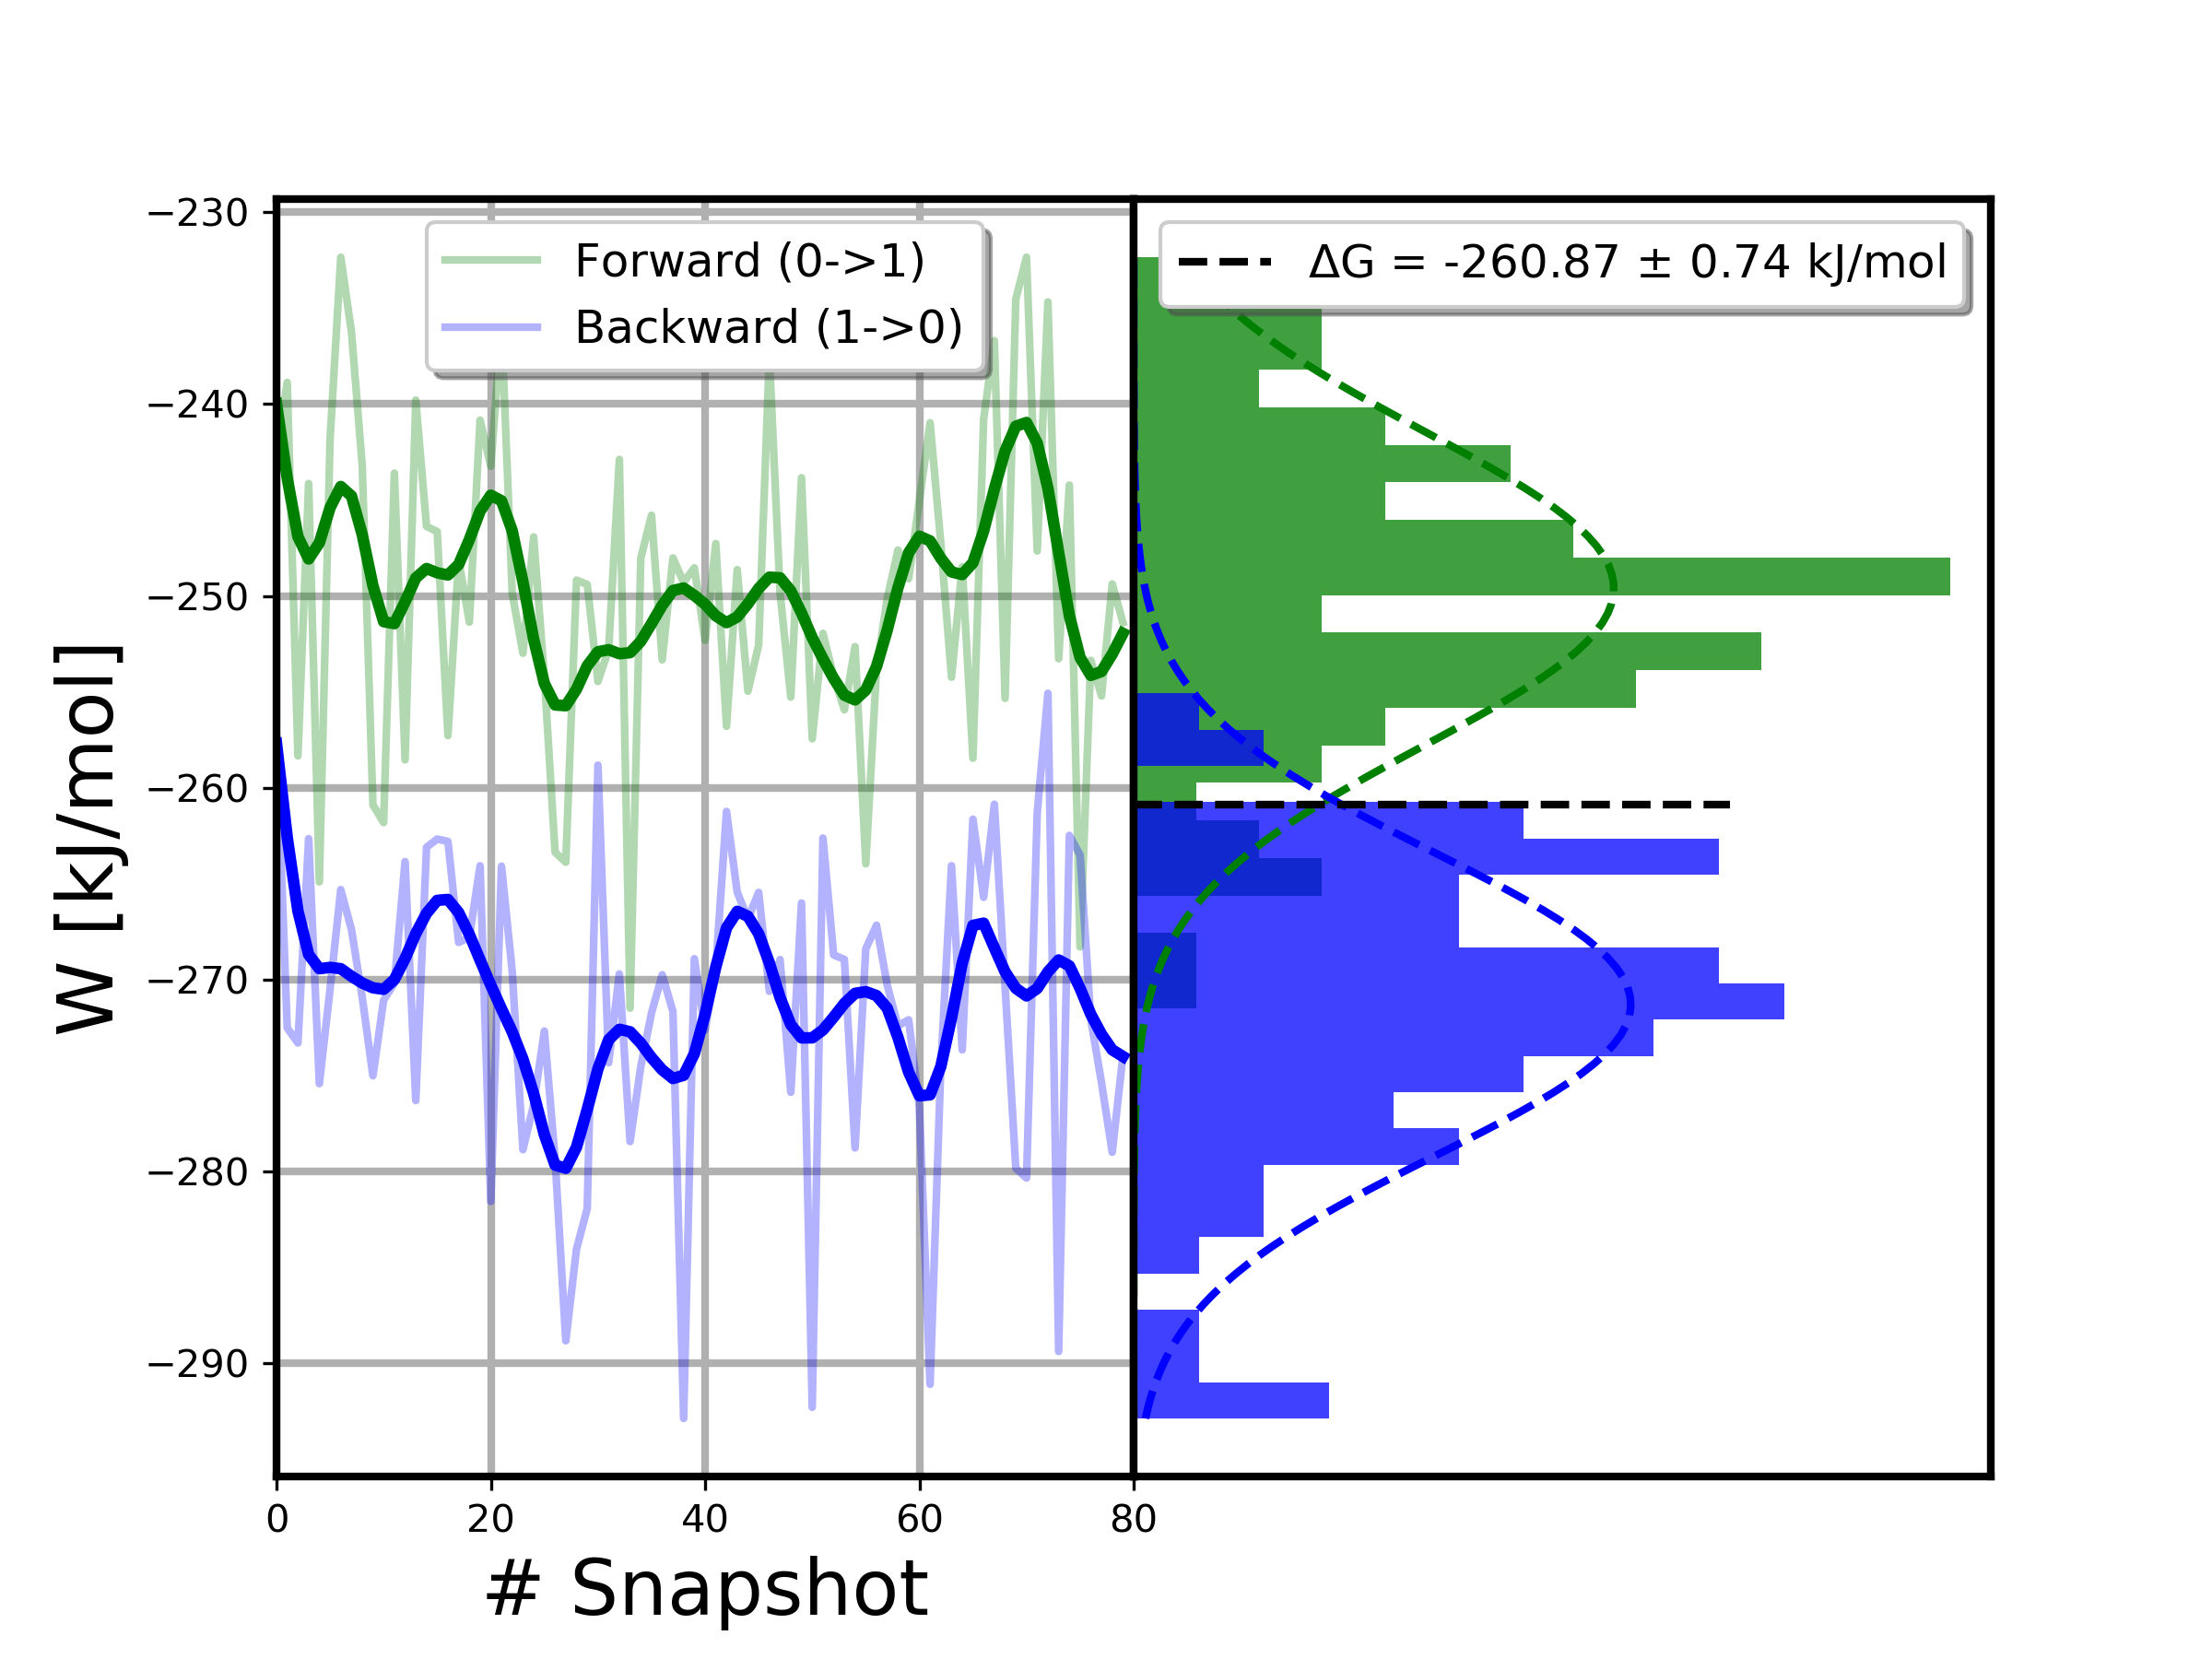 Forward (0->1)
Backward (1->0)
ΔG = -260.87 ± 0.74 kJ/mol
W [kJ/mol]
−230
−240
−250
−260
−270
−280
−290
0 20 40 60 80
# Snapshot